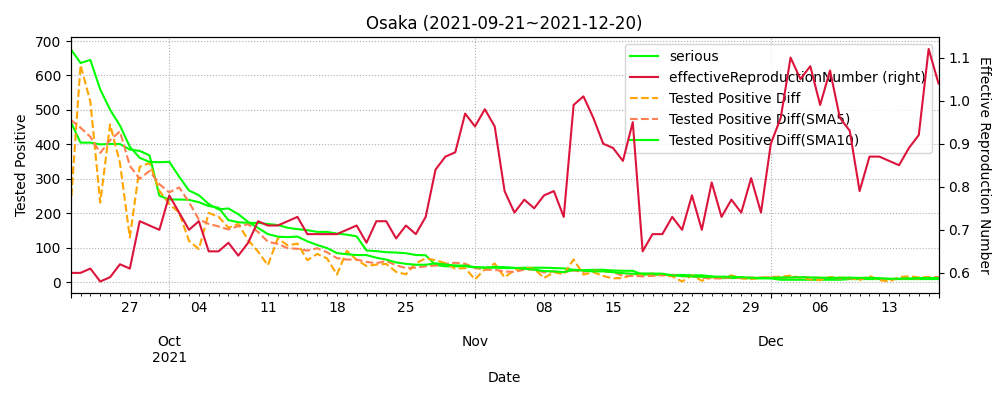 Osaka (2021-09-21~2021-12-20)
700
600
500
400
300
200
100
0
Tested Positive
serious
effectiveReproductionNumber (right)
Tested Positive Diff
Tested Positive Diff(SMA5)
Tested Positive Diff(SMA10)
1.1
1.0
0.9
0.8
0.7
0.6
Effective Reproduction Number
27 04 11 18 25 08 15 22 29 06 13
Oct Nov Dec
2021
Date